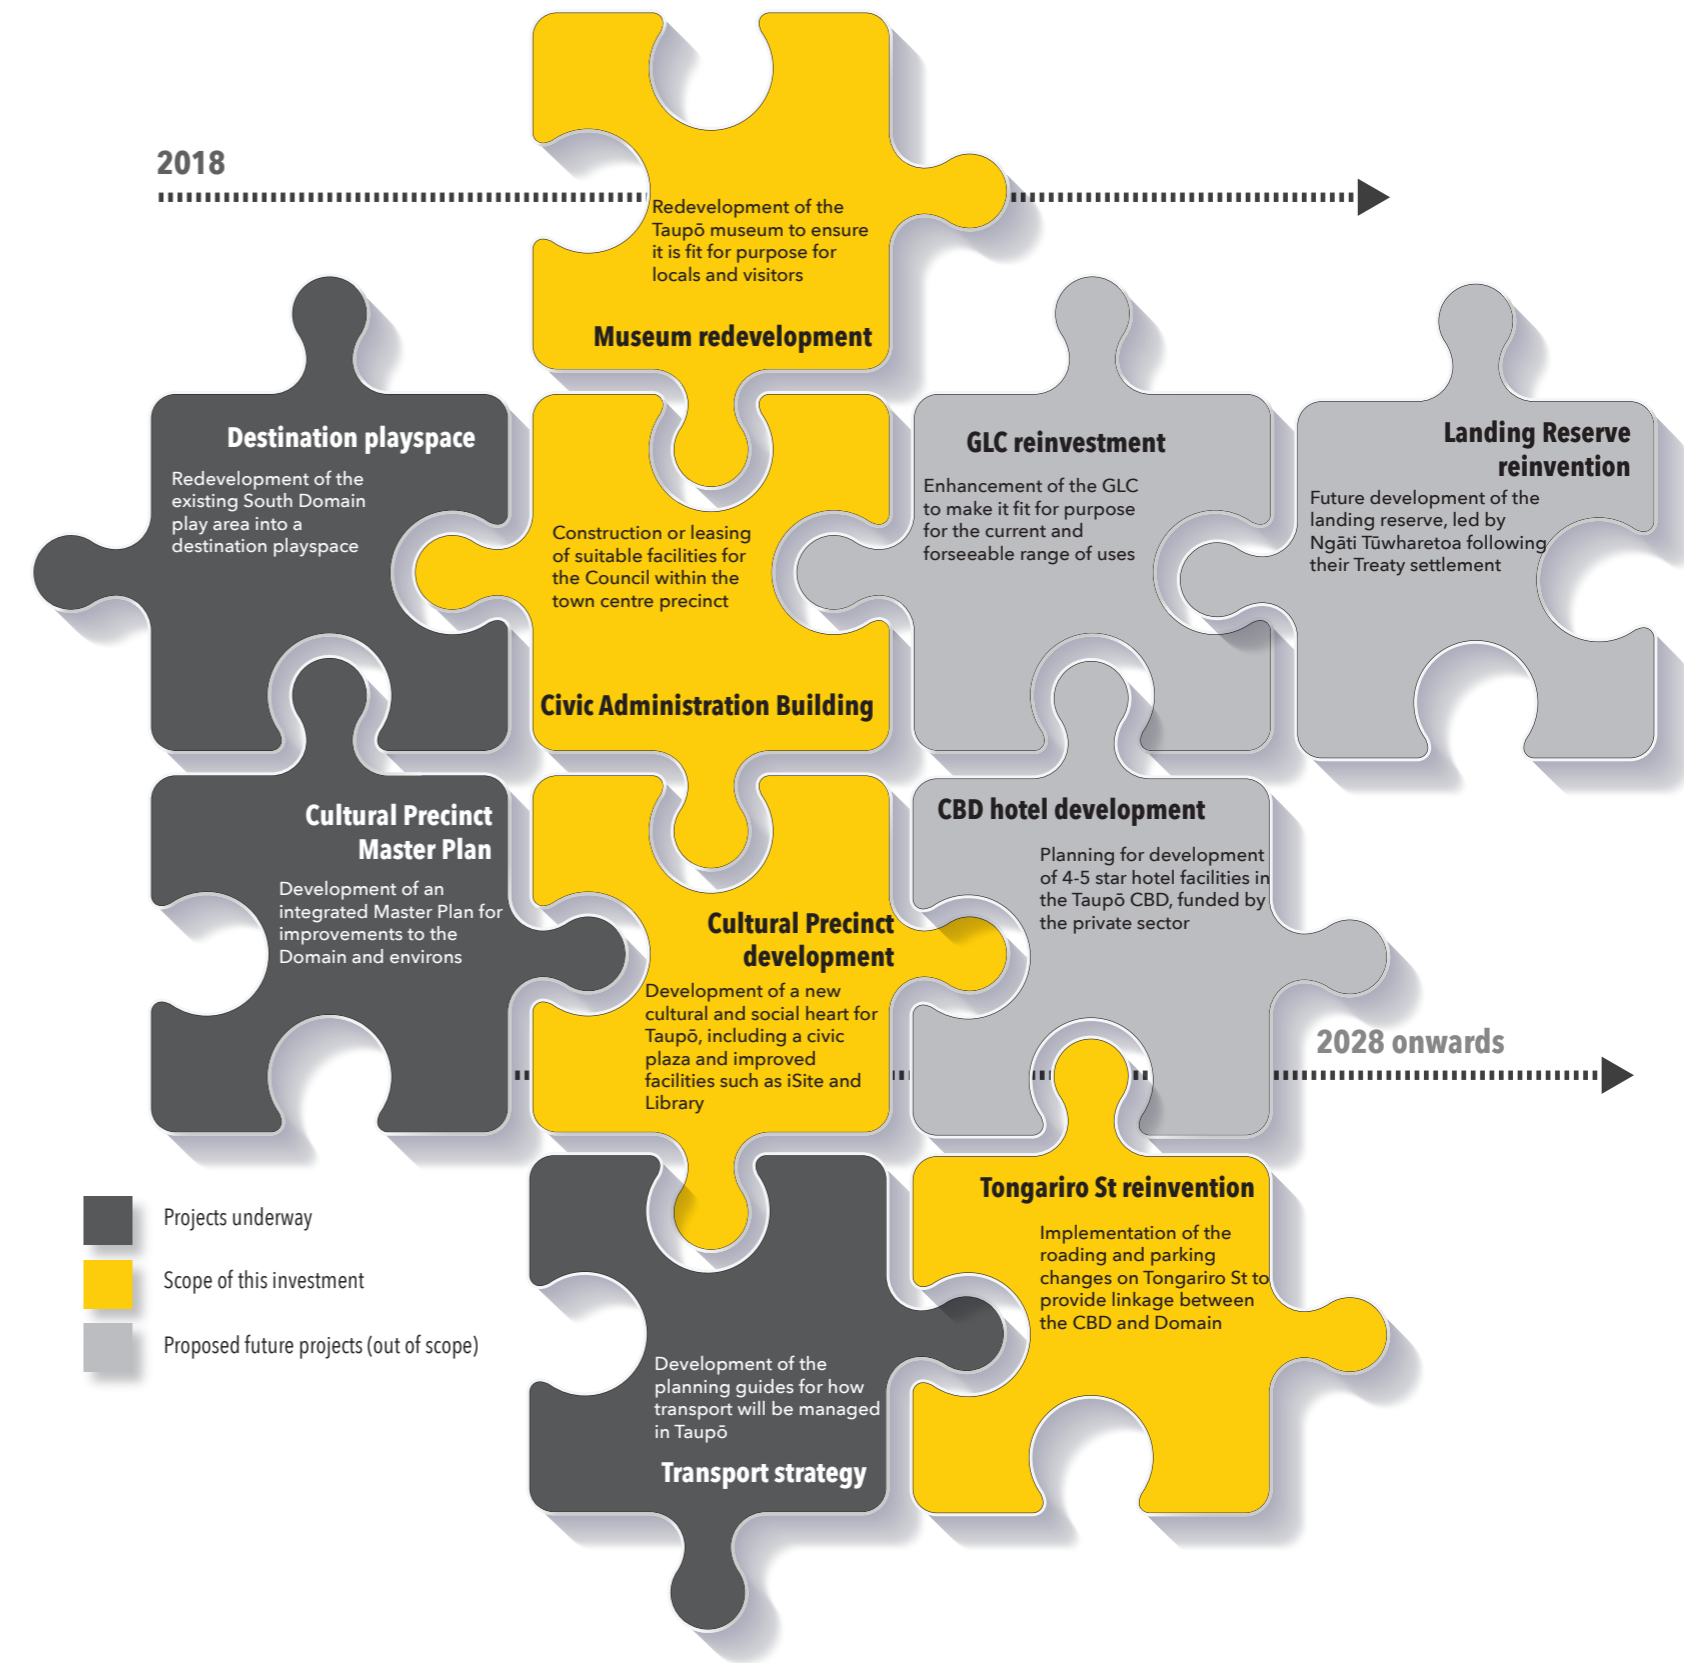 2018
Redevelopment of the
Taupō museum to ensure
it is fit for purpose for
locals and visitors
Museum redevelopment
Destination playspace
Redevelopment of the
existing South Domain
play area into a
destination playspace
Construction or leasing
of suitable facilities for
the Council within the
town centre precinct
Civic Administration Building
GLC reinvestment
Enhancement of the GLC
to make it fit for purpose
for the current and
forseeable range of uses
Landing Reserve
reinvention
Future development of the
landing reserve, led by
Ngāti Tūwharetoa following
their Treaty settlement
Cultural Precinct
Master Plan
Development of an
integrated Master Plan for
improvements to the
Domain and environs
Cultural Precinct
development
Development of a new
cultural and social heart for
Taupō, including a civic
plaza and improved
facilities such as iSite and
Library
CBD hotel development
Planning for development
of 4-5 star hotel facilities in
the Taupō CBD, funded by
the private sector
2028 onwards
Development of the
planning guides for how
transport will be managed
in Taupō
Transport strategy
Tongariro St reinvention
Implementation of the
roading and parking
changes on Tongariro St to
provide linkage between
the CBD and Domain
Projects underway
Scope of this investment
Proposed future projects (out of scope)